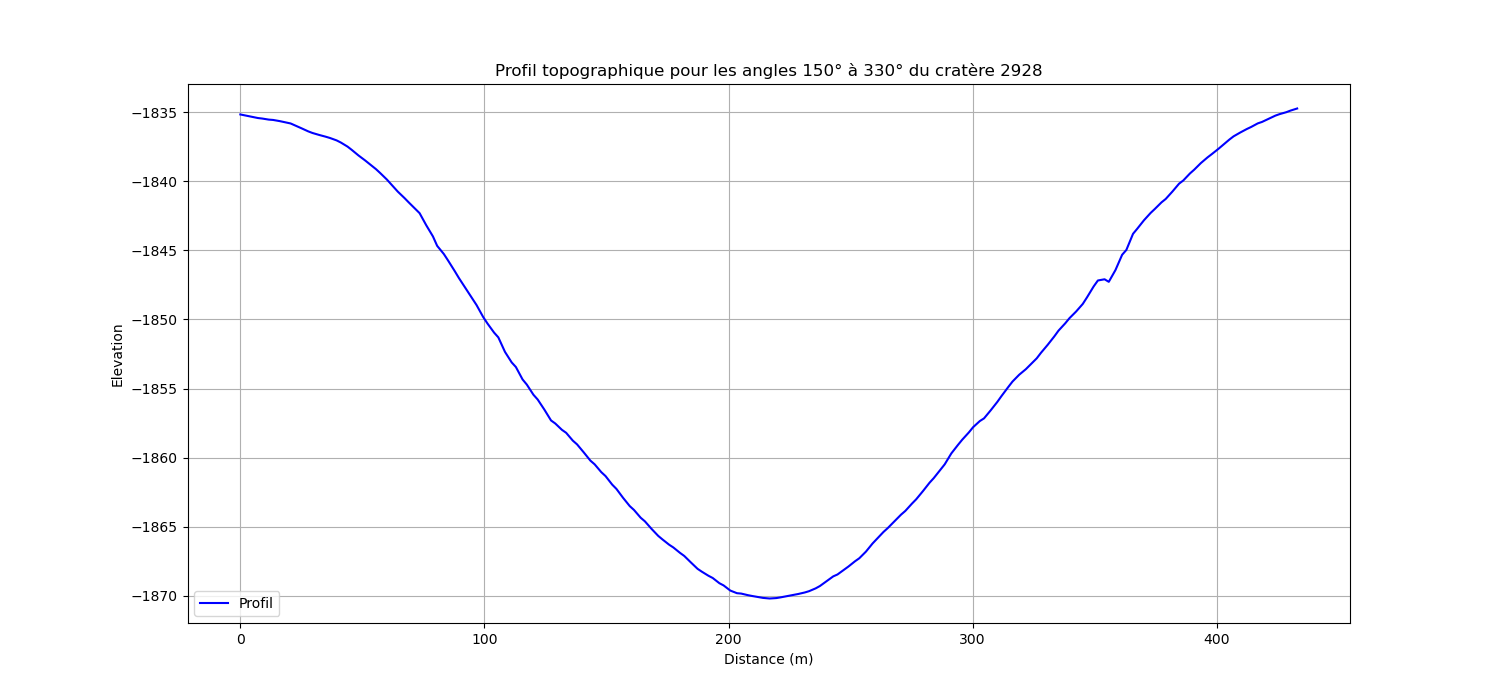 Profil topographique pour les angles 150° à 330° du cratère 2928
−1835
−1840
−1845
−1850
−1855
−1860
−1865
−1870
Elevation
Profil
0 100 200 300 400
Distance (m)